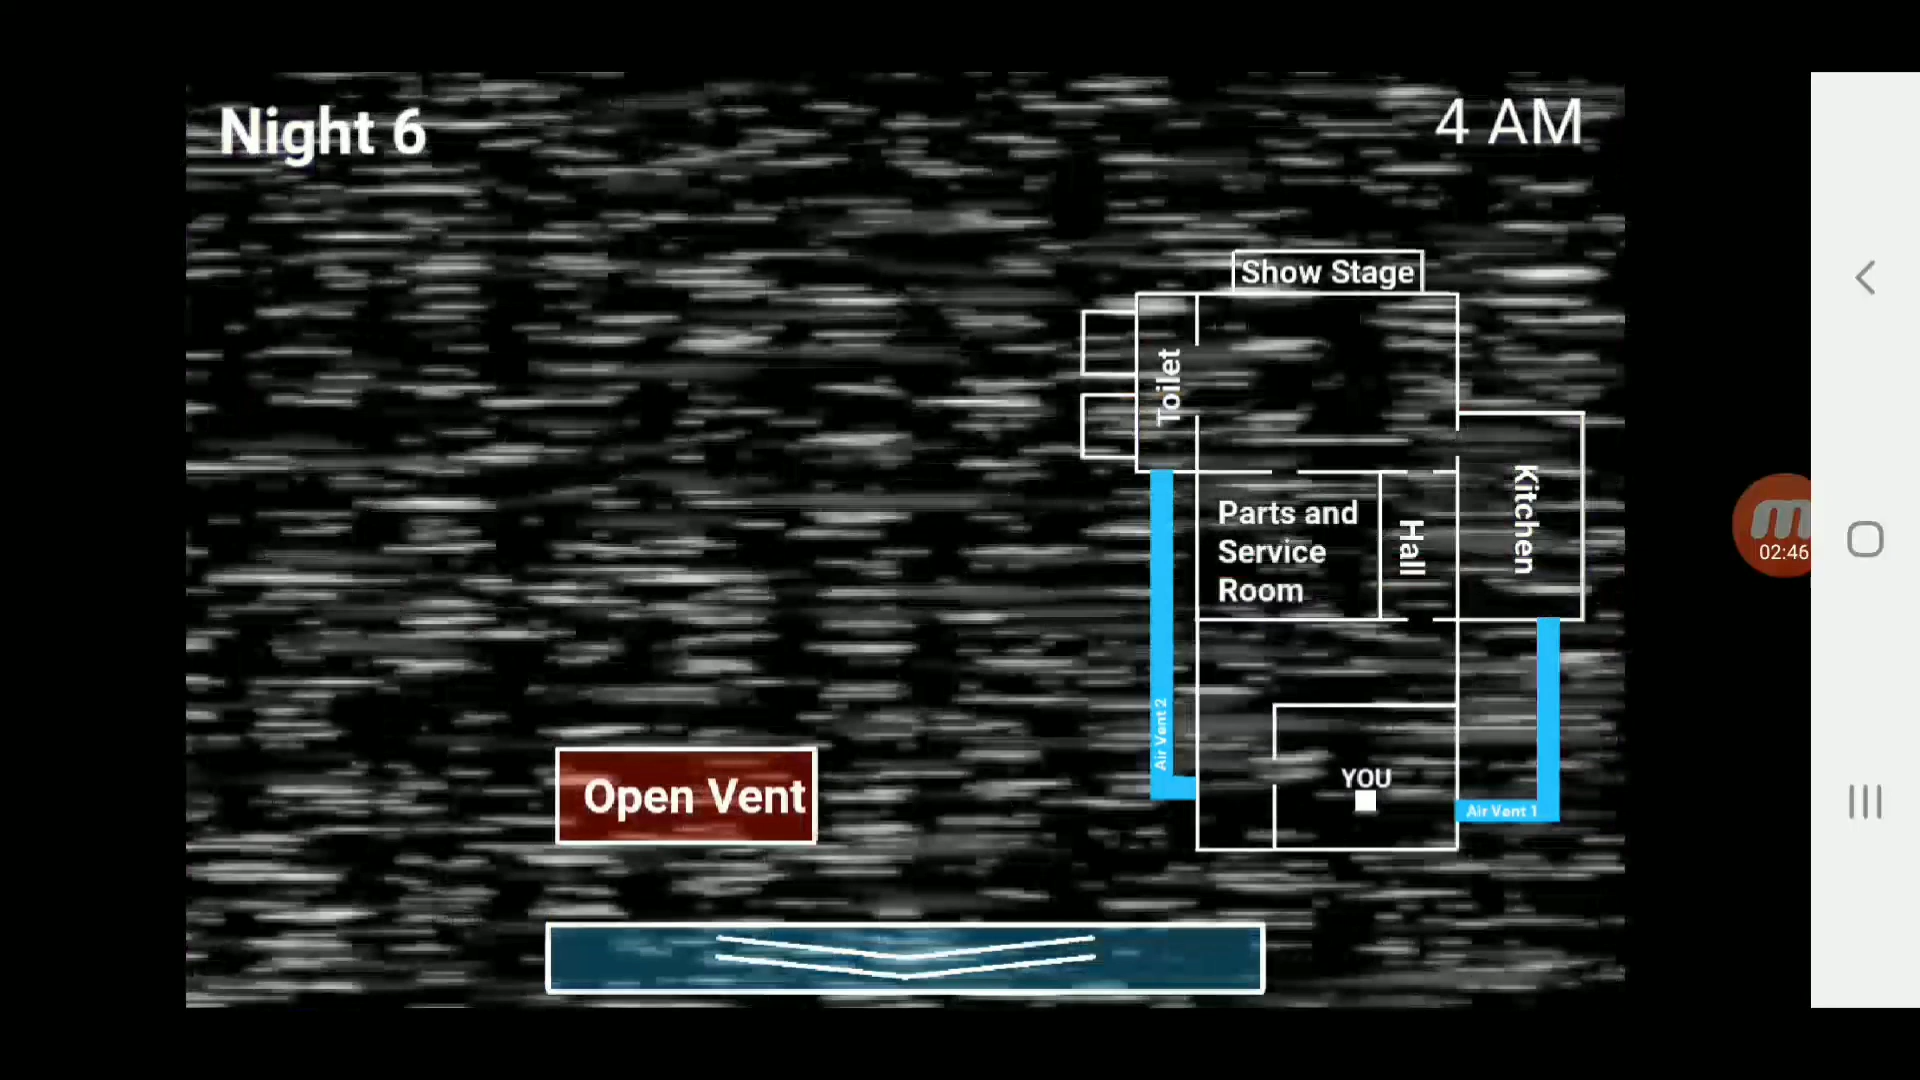 Night 6
4 AM
Show Stage
Toilet
Kitchen
Parts and
Service
Room
Hall
02:46
Air Vent 2
YOU
Open Vent
Air Vent 1